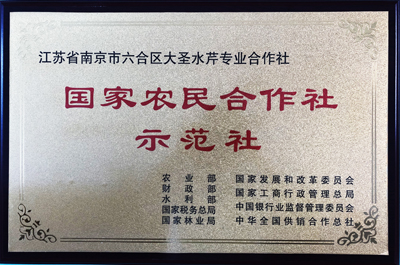 江苏省南京市六合区大圣水芹专业合作社
国家农民合作社
示范社
农业部 国家发展和改革委员会
财政部 国家工商行政管理总局
水利部 中国银行业监督管理委员会
国家税务总局 中华全国供销合作总社
国家林业局